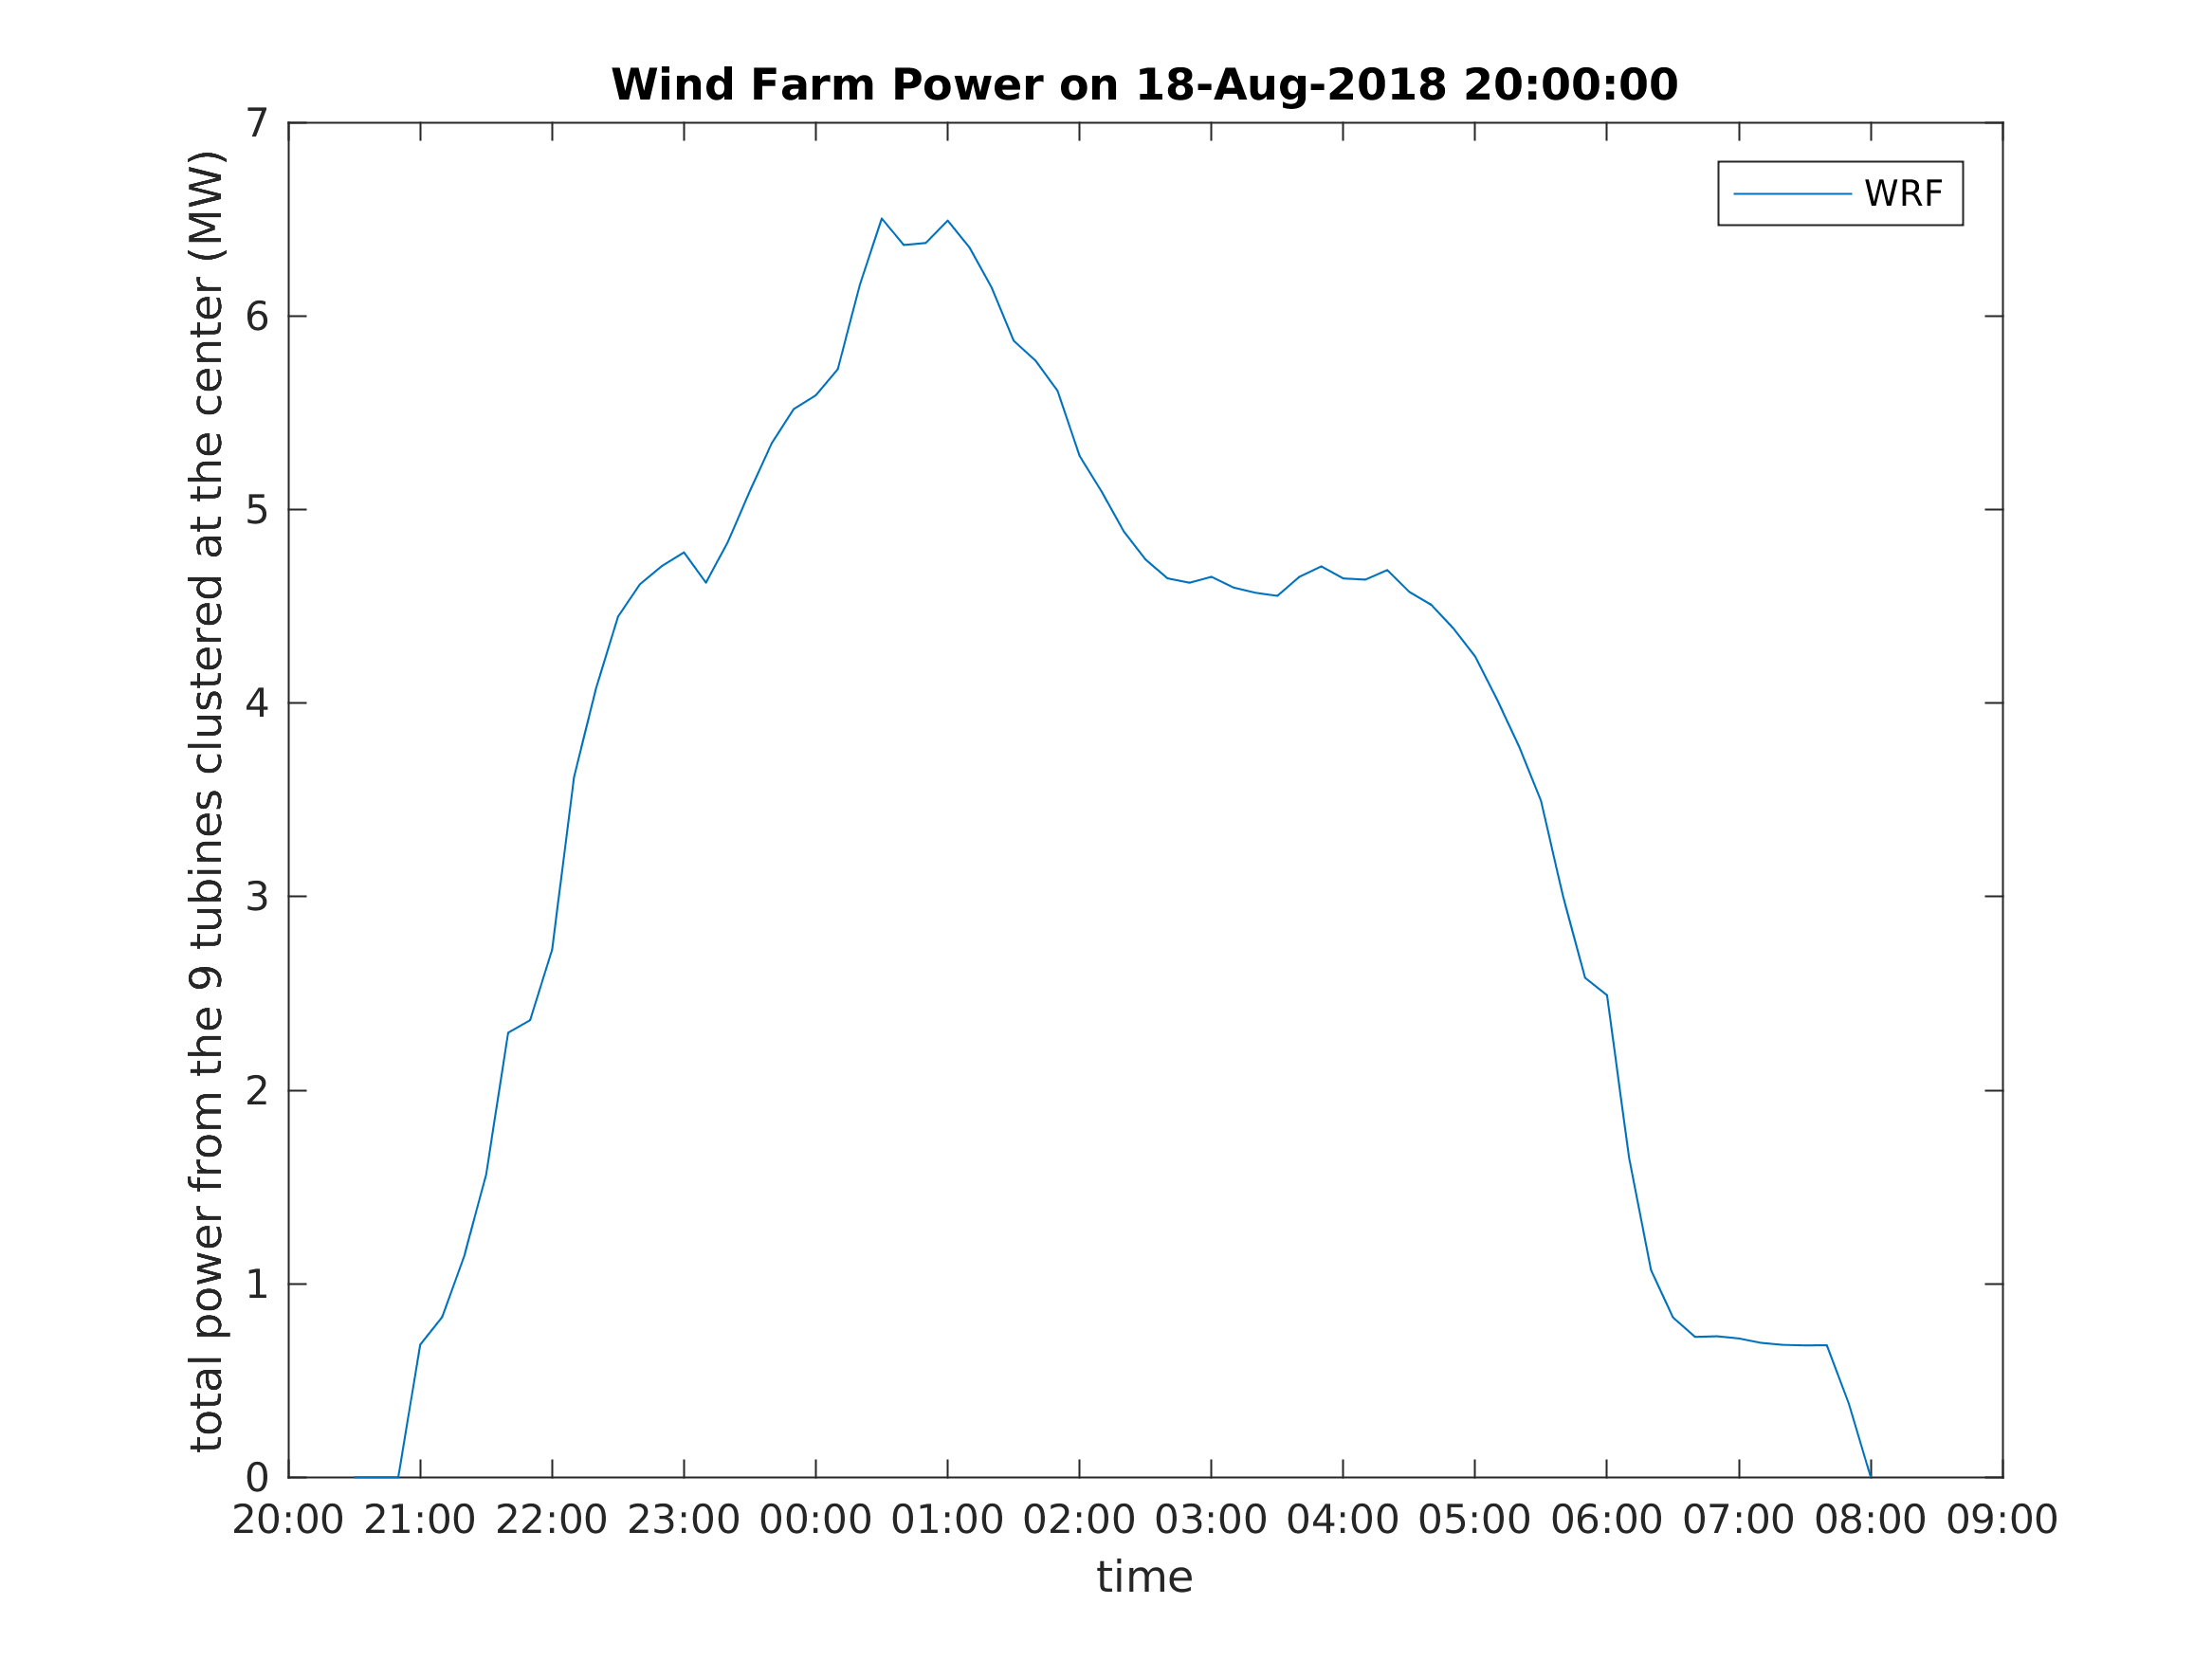 Wind Farm Power on 18-Aug-2018 20:00:00
WRF
total power from the 9 tubines clustered at the center (MW)
7
6
5
4
3
2
1
0
20:00 21:00 22:00 23:00 00:00 01:00 02:00 03:00 04:00 05:00 06:00 07:00 08:00 09:00
time